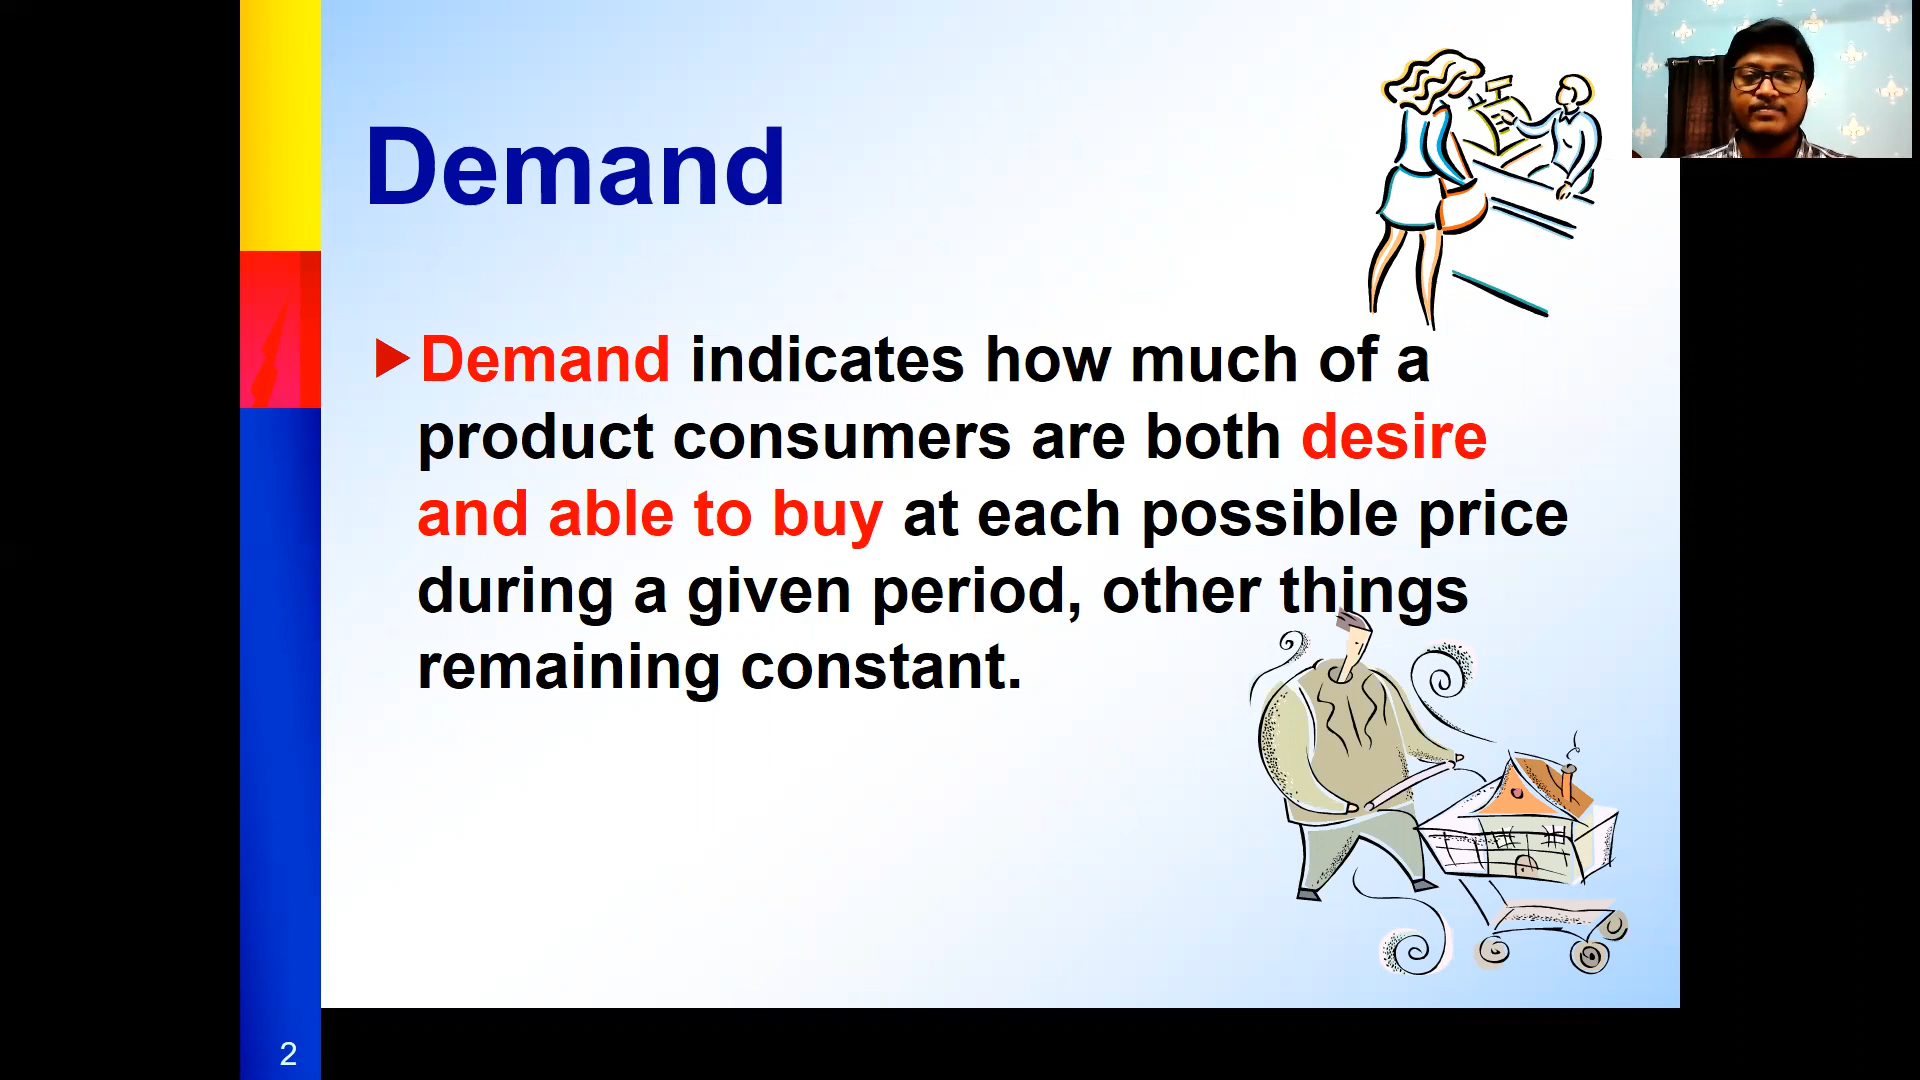 Demand
Demand indicates how much of a
product consumers are both desire
and able to buy at each possible price
during a given period, other things
remaining constant.
2